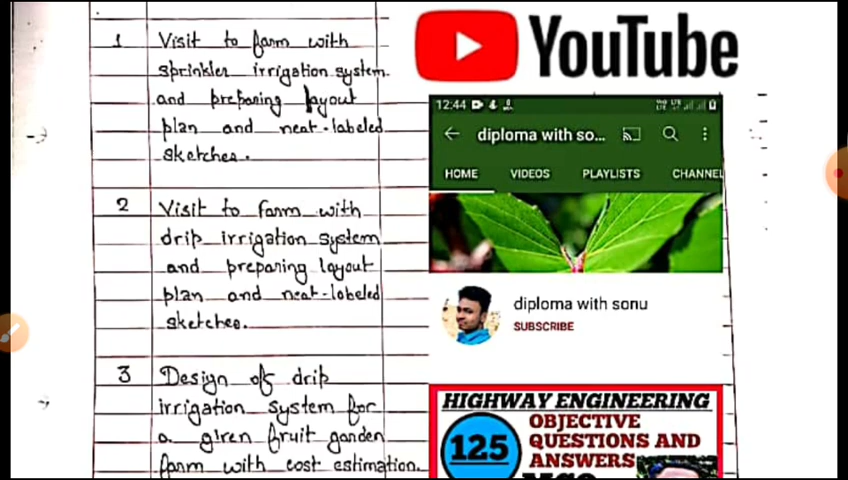 1 Visit to farm with
sprinkler irrigation system
and preparing layout
plan and neat-labeled
sketches.
2 Visit to farm with
drip irrigation system
and preparing layout
plan and neat-labeled
sketches.
3 Design of drip
irrigation system for
a given fruit garden
farm with cost estimation.
YouTube
12:44
diploma with so...
HOME VIDEOS PLAYLISTS CHANNEL
diploma with sonu
SUBSCRIBE
HIGHWAY ENGINEERING
125
OBJECTIVE
QUESTIONS AND
ANSWERS